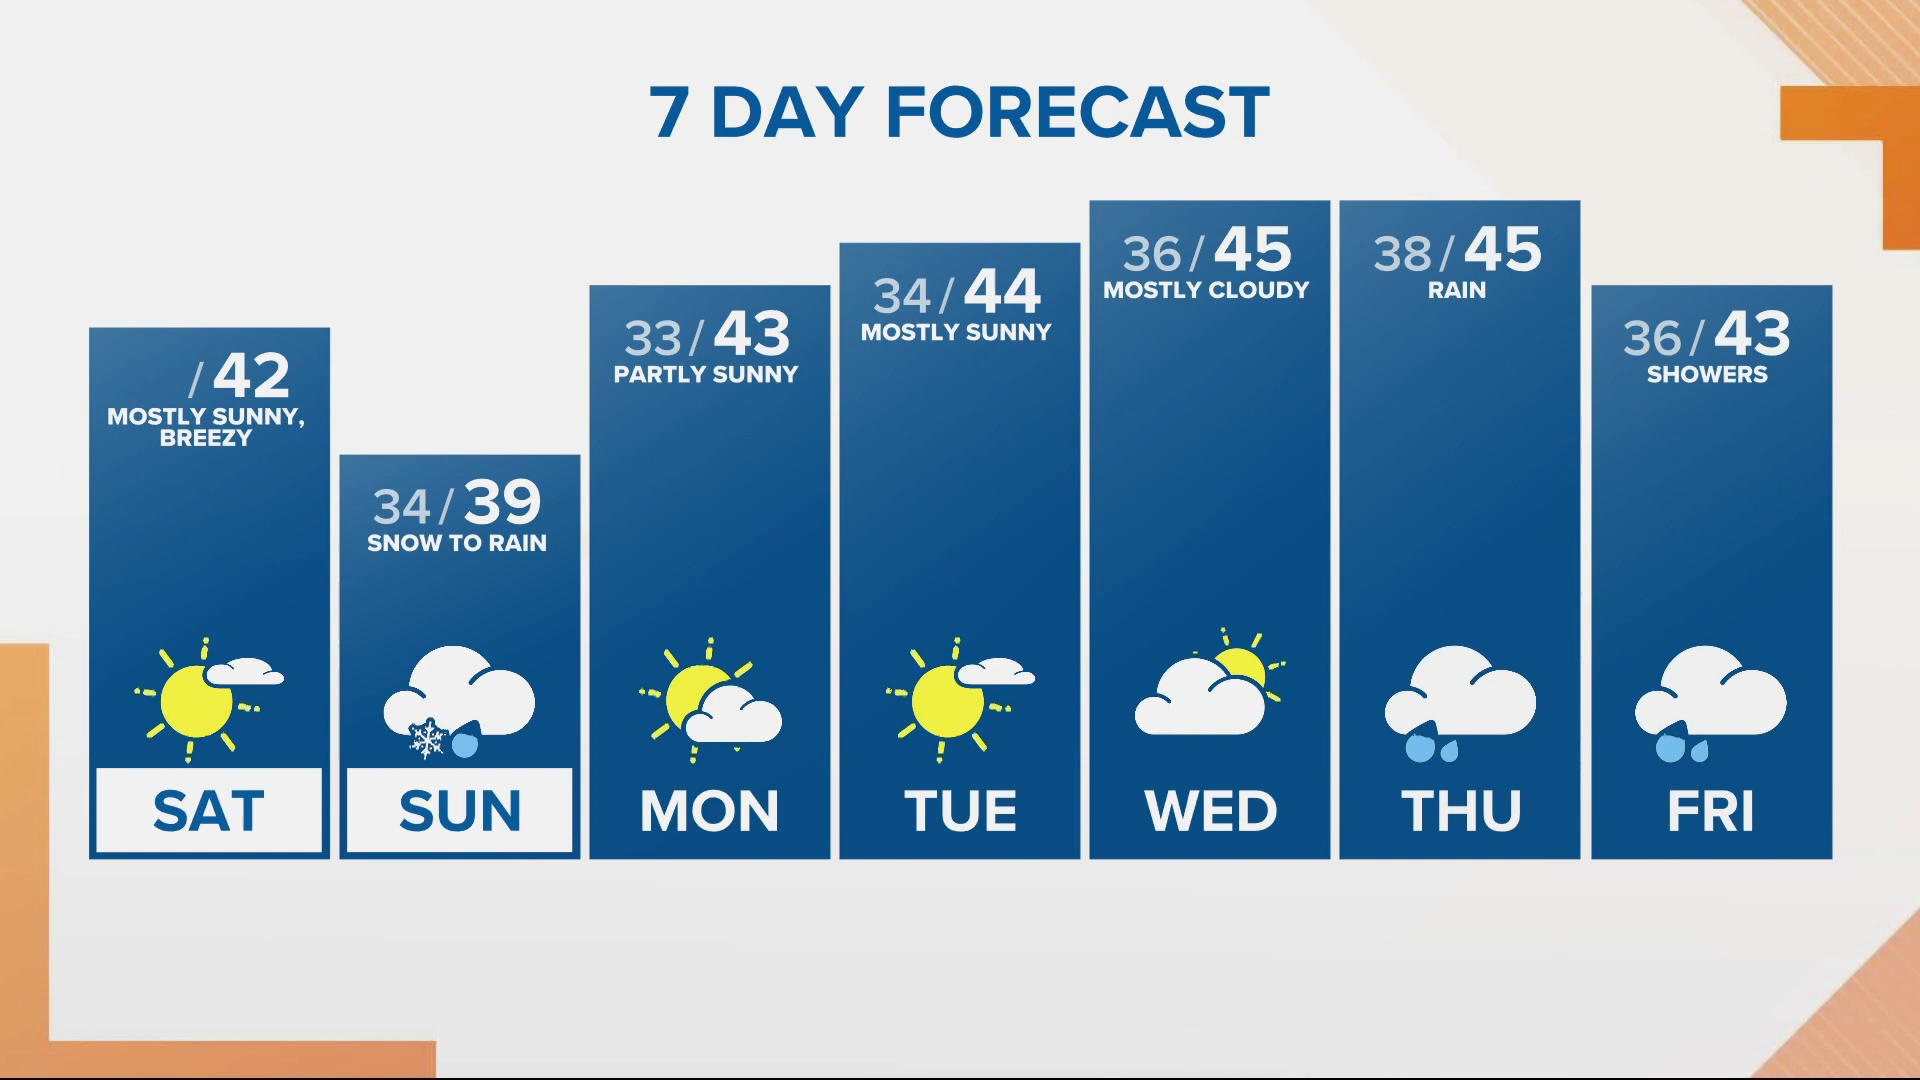 7 DAY FORECAST
/ 42
MOSTLY SUNNY,
BREEZY
SAT
34 / 39
SNOW TO RAIN
SUN
33 / 43
PARTLY SUNNY
MON
34 / 44
MOSTLY SUNNY
TUE
36 / 45
MOSTLY CLOUDY
WED
38 / 45
RAIN
THU
36 / 43
SHOWERS
FRI